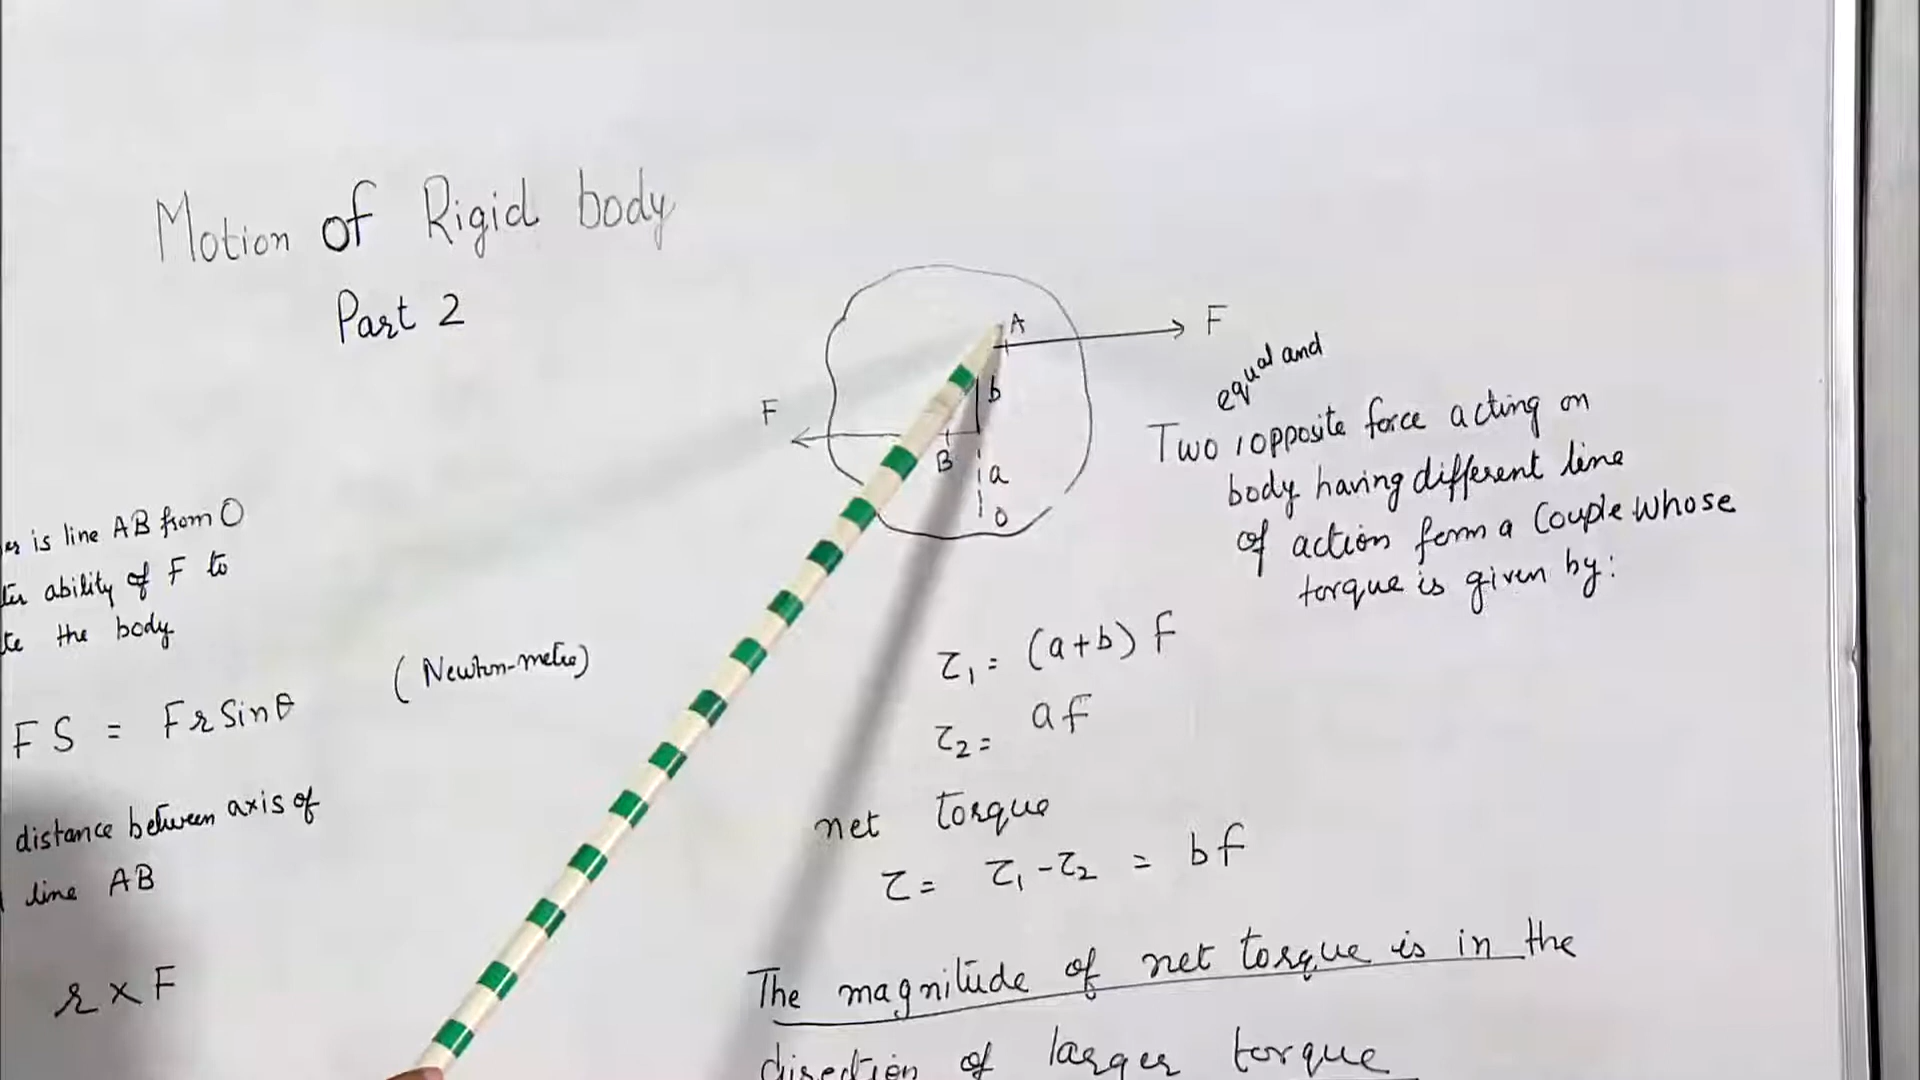 Motion of Rigid body
Part 2
A
F
b
F
B
a
O
equal and
Two opposite force acting on
body having different line
of action form a Couple whose
torque is given by:
is line AB from O
ability of F to
the body
(Newton-metre)
FS = Fr Sinθ
distance between axis of
line AB
r × F
τ₁ = (a+b) F
τ₂ = aF
net torque
τ = τ₁ - τ₂ = bF
The magnitude of net torque is in the
direction of larger torque